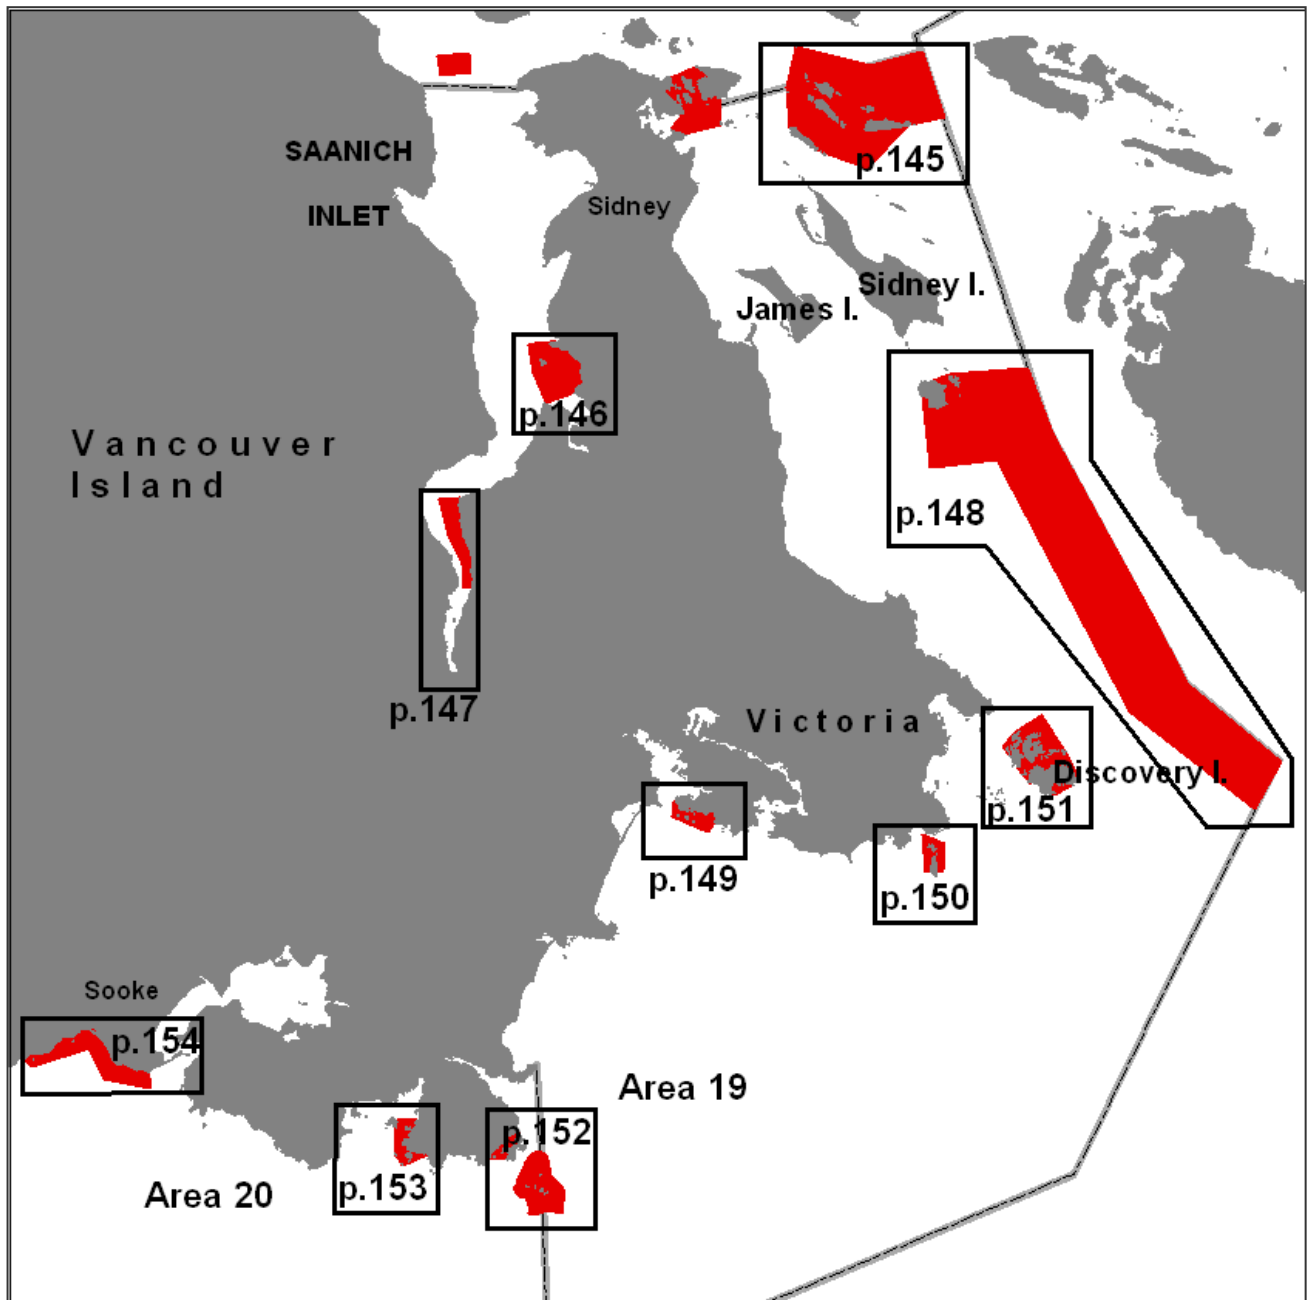 SAANICH
INLET
Sidney
p.145
Sidney I.
James I.
p.146
Vancouver
Island
p.148
p.147
Victoria
Discovery I.
p.151
p.149
p.150
Sooke
p.154
Area 19
p.152
p.153
Area 20